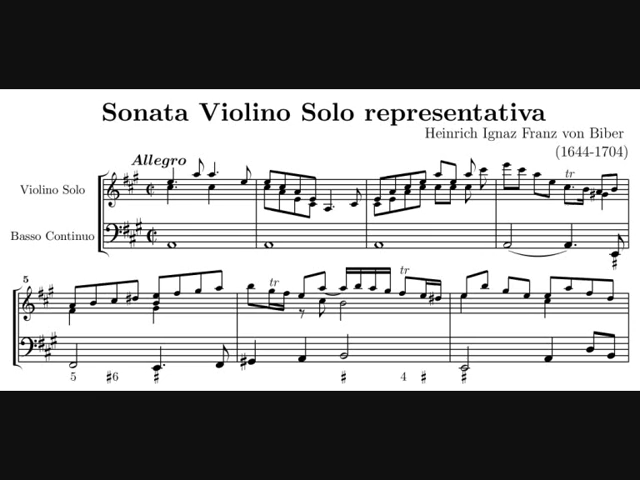 Sonata Violino Solo representativa
Heinrich Ignaz Franz von Biber
(1644-1704)
Allegro
Violino Solo
tr
Basso Continuo
5
tr
tr
5 6 4